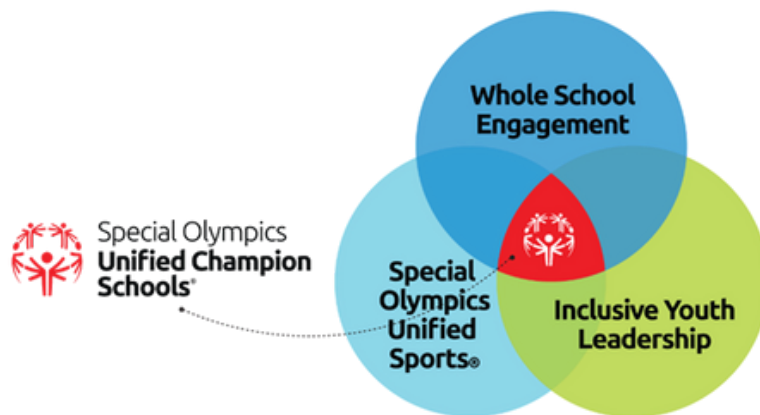 Whole School
Engagement
Special Olympics
Unified Champion
Schools®
Special
Olympics
Unified
Sports®
Inclusive Youth
Leadership